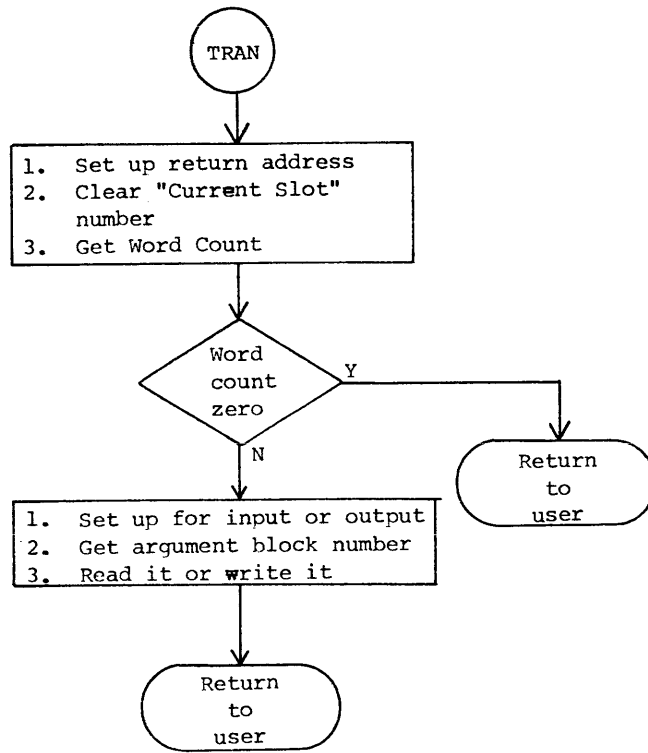 TRAN
1. Set up return address
2. Clear "Current Slot"
number
3. Get Word Count
Word
count
zero
Y
N
Return
to
user
1. Set up for input or output
2. Get argument block number
3. Read it or write it
Return
to
user